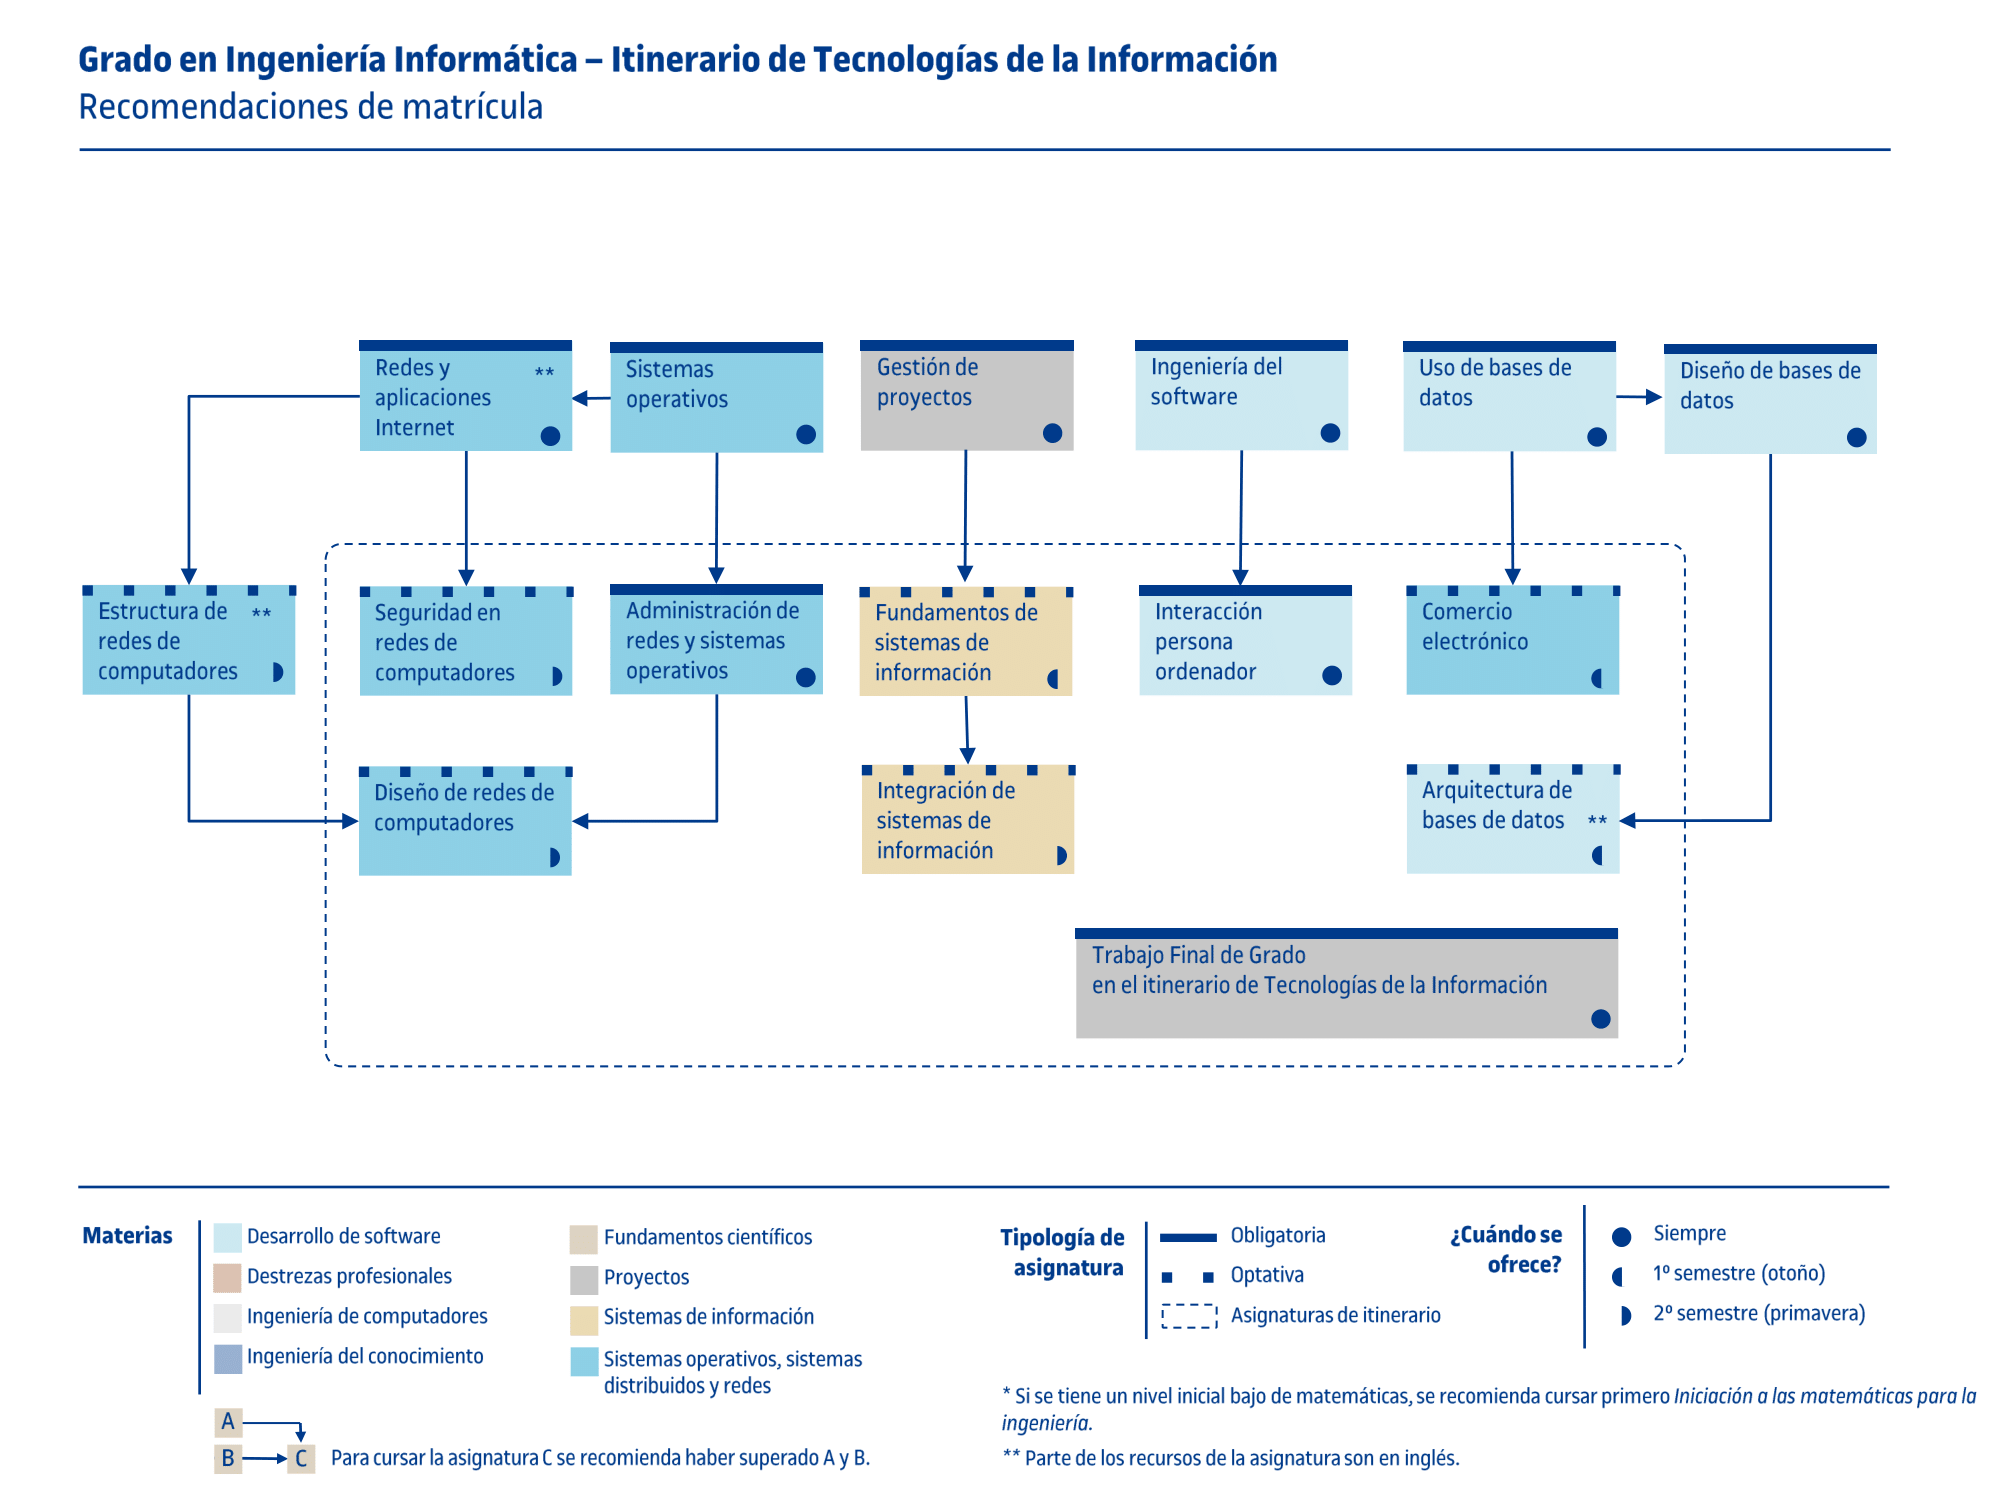 Grado en Ingeniería Informática – Itinerario de Tecnologías de la Información
Recomendaciones de matrícula
Redes y **
aplicaciones
Internet
Sistemas
operativos
Gestión de
proyectos
Ingeniería del
software
Uso de bases de
datos
Diseño de bases de
datos
Estructura de **
redes de
computadores
Seguridad en
redes de
computadores
Administración de
redes y sistemas
operativos
Fundamentos de
sistemas de
información
Interacción
persona
ordenador
Comercio
electrónico
Diseño de redes de
computadores
Integración de
sistemas de
información
Arquitectura de
bases de datos **
Trabajo Final de Grado
en el itinerario de Tecnologías de la Información
Materias
Desarrollo de software
Destrezas profesionales
Ingeniería de computadores
Ingeniería del conocimiento
Fundamentos científicos
Proyectos
Sistemas de información
Sistemas operativos, sistemas
distribuidos y redes
A
B
C
Para cursar la asignatura C se recomienda haber superado A y B.
Tipología de
asignatura
Obligatoria
Optativa
Asignaturas de itinerario
¿Cuándo se
ofrece?
Siempre
1º semestre (otoño)
2º semestre (primavera)
* Si se tiene un nivel inicial bajo de matemáticas, se recomienda cursar primero Iniciación a las matemáticas para la
ingeniería.
** Parte de los recursos de la asignatura son en inglés.